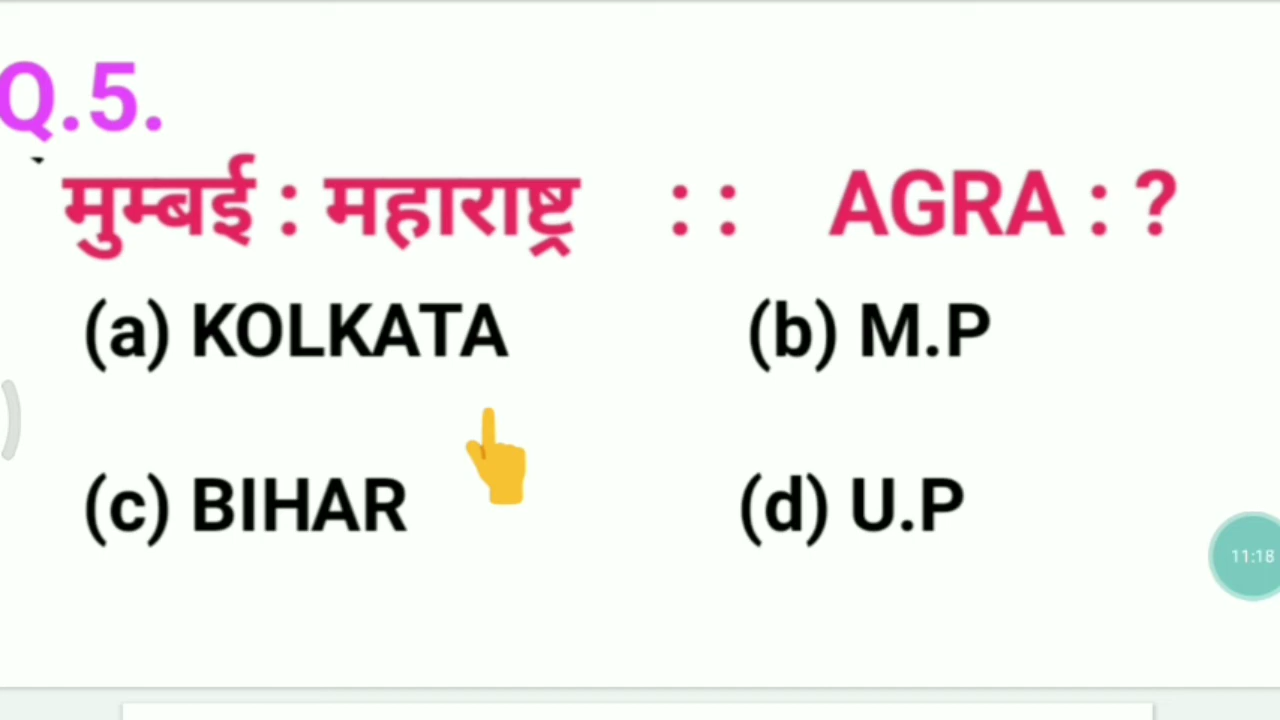 Q.5.
मुम्बई : महाराष्ट्र : : AGRA : ?
(a) KOLKATA (b) M.P
(c) BIHAR (d) U.P
11:18